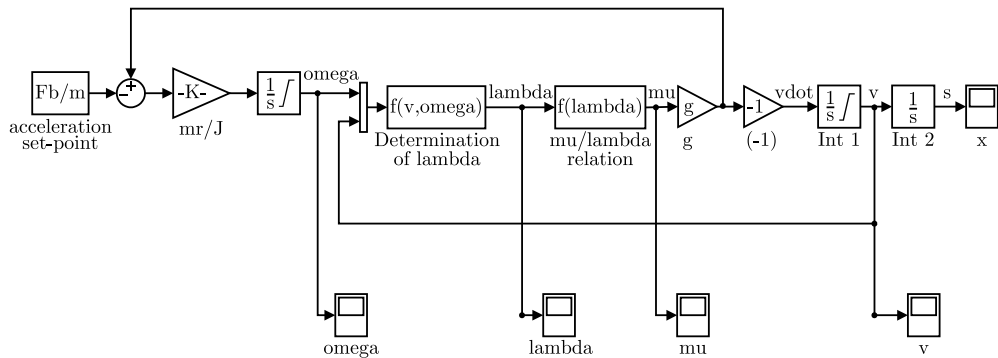 omega
lambda
mu
vdot
v
s
Fb/m
-
+
-K-
1
s
f(v,omega)
f(lambda)
g
-1
1
s
1
s
acceleration
set-point
mr/J
Determination
of lambda
mu/lambda
relation
g
(-1)
Int 1
Int 2
x
omega
lambda
mu
v